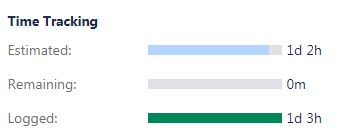 Time Tracking
Estimated: 1d 2h
Remaining: 0m
Logged: 1d 3h